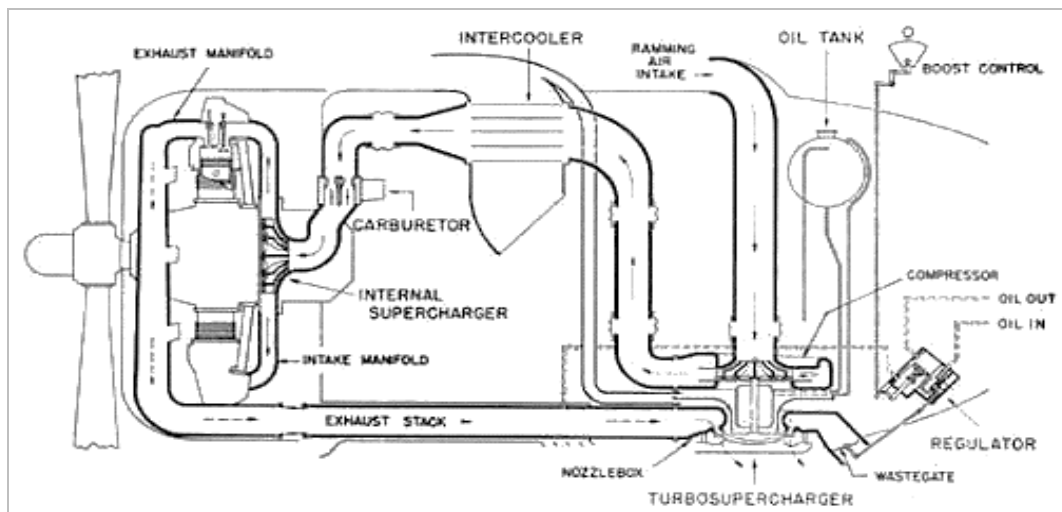 EXHAUST MANIFOLD
INTERCOOLER
RAMMING
AIR
INTAKE
OIL TANK
BOOST CONTROL
CARBURETOR
INTERNAL
SUPERCHARGER
INTAKE MANIFOLD
COMPRESSOR
OIL OUT
OIL IN
EXHAUST STACK
NOZZLEBOX
TURBOSUPERCHARGER
WASTEGATE
REGULATOR